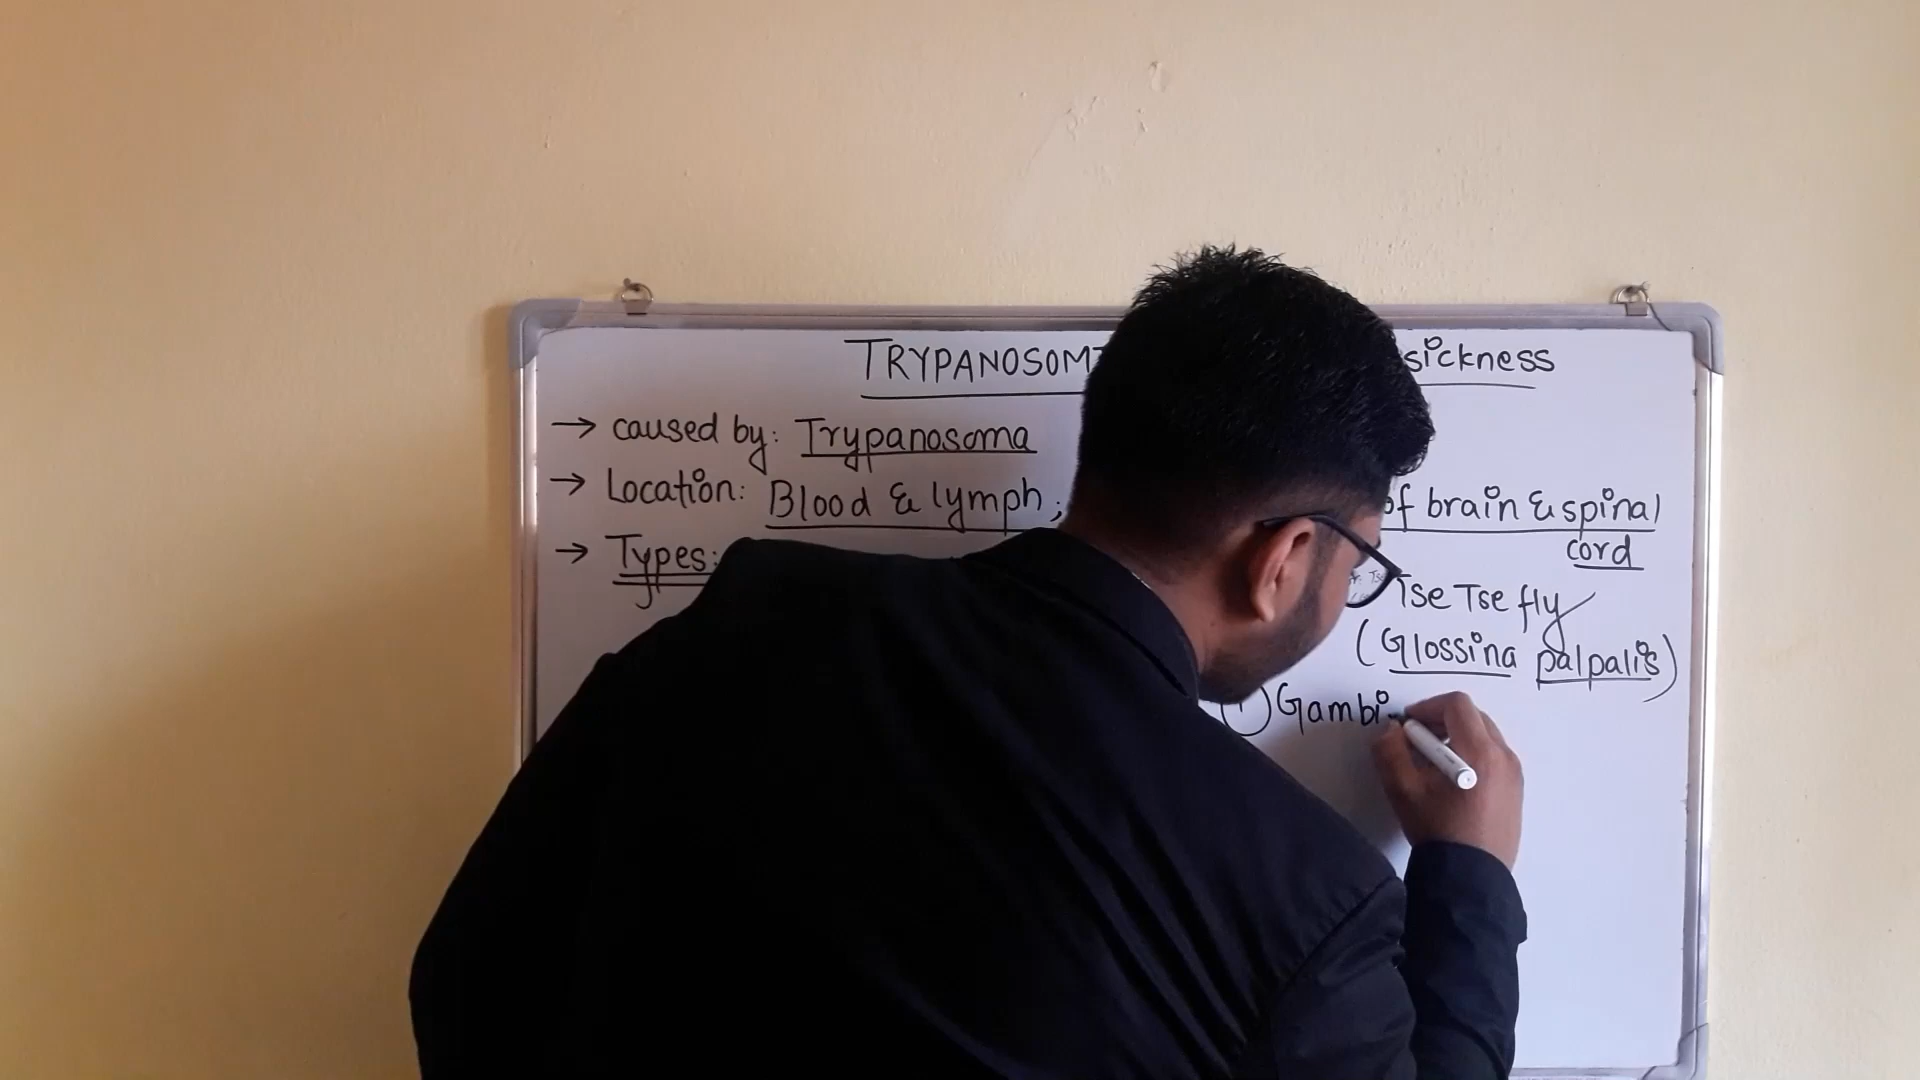 TRYPANOSOM sickness
→ caused by: Trypanosoma
→ Location: Blood & lymph; of brain & spinal
cord
→ Types:
Tse Tse fly
(Glossina palpalis)
① Gambi